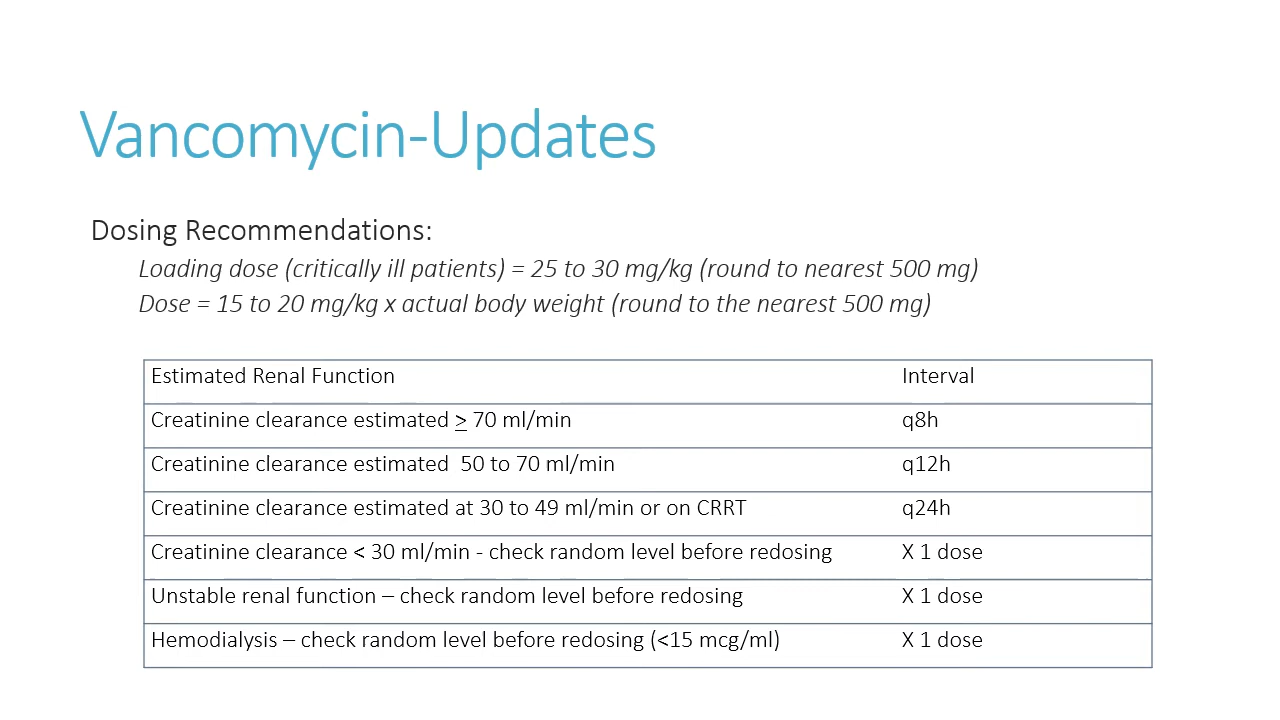 Vancomycin-Updates
Dosing Recommendations:
Loading dose (critically ill patients) = 25 to 30 mg/kg (round to nearest 500 mg)
Dose = 15 to 20 mg/kg x actual body weight (round to the nearest 500 mg)
Estimated Renal Function Interval
Creatinine clearance estimated ≥ 70 ml/min q8h
Creatinine clearance estimated  50 to 70 ml/min q12h
Creatinine clearance estimated at 30 to 49 ml/min or on CRRT q24h
Creatinine clearance < 30 ml/min - check random level before redosing X 1 dose
Unstable renal function – check random level before redosing X 1 dose
Hemodialysis – check random level before redosing (<15 mcg/ml) X 1 dose